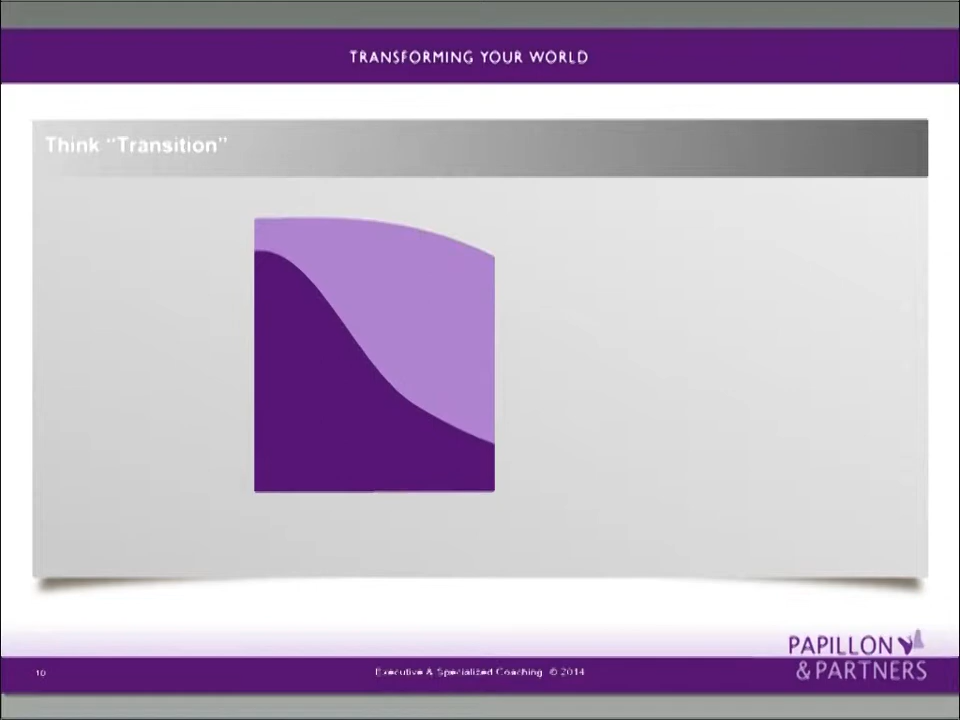 TRANSFORMING YOUR WORLD
Think “Transition”
PAPILLON
& PARTNERS
10
Executive & Specialized Coaching © 2014